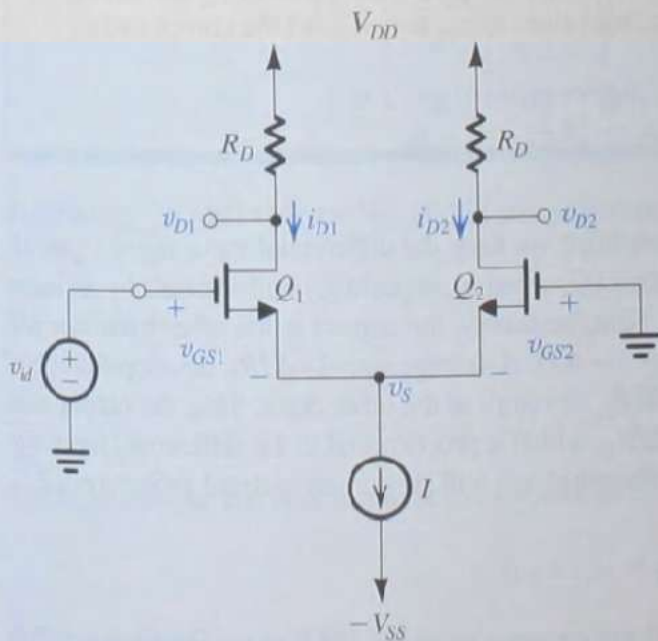 V_DD
R_D R_D
v_D1 i_D1 i_D2 v_D2
Q_1 Q_2
+ +
v_GS1 v_GS2
+
−
v_id
− −
v_S
I
−V_SS